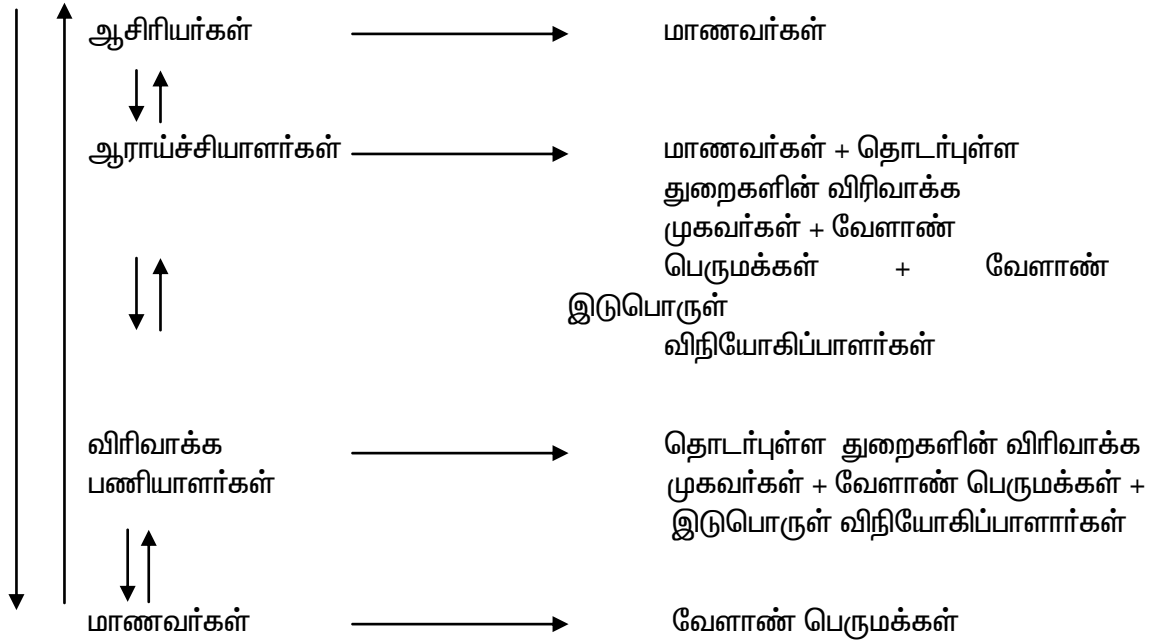 ஆசிரியர்கள் மாணவர்கள்
ஆராய்ச்சியாளர்கள் மாணவர்கள் + தொடர்புள்ள
துறைகளின் விரிவாக்க
முகவர்கள் + வேளாண்
பெருமக்கள் + வேளாண்
இடுபொருள்
விநியோகிப்பாளர்கள்
விரிவாக்க தொடர்புள்ள துறைகளின் விரிவாக்க
பணியாளர்கள் முகவர்கள் + வேளாண் பெருமக்கள் +
இடுபொருள் விநியோகிப்பாளார்கள்
மாணவர்கள் வேளாண் பெருமக்கள்